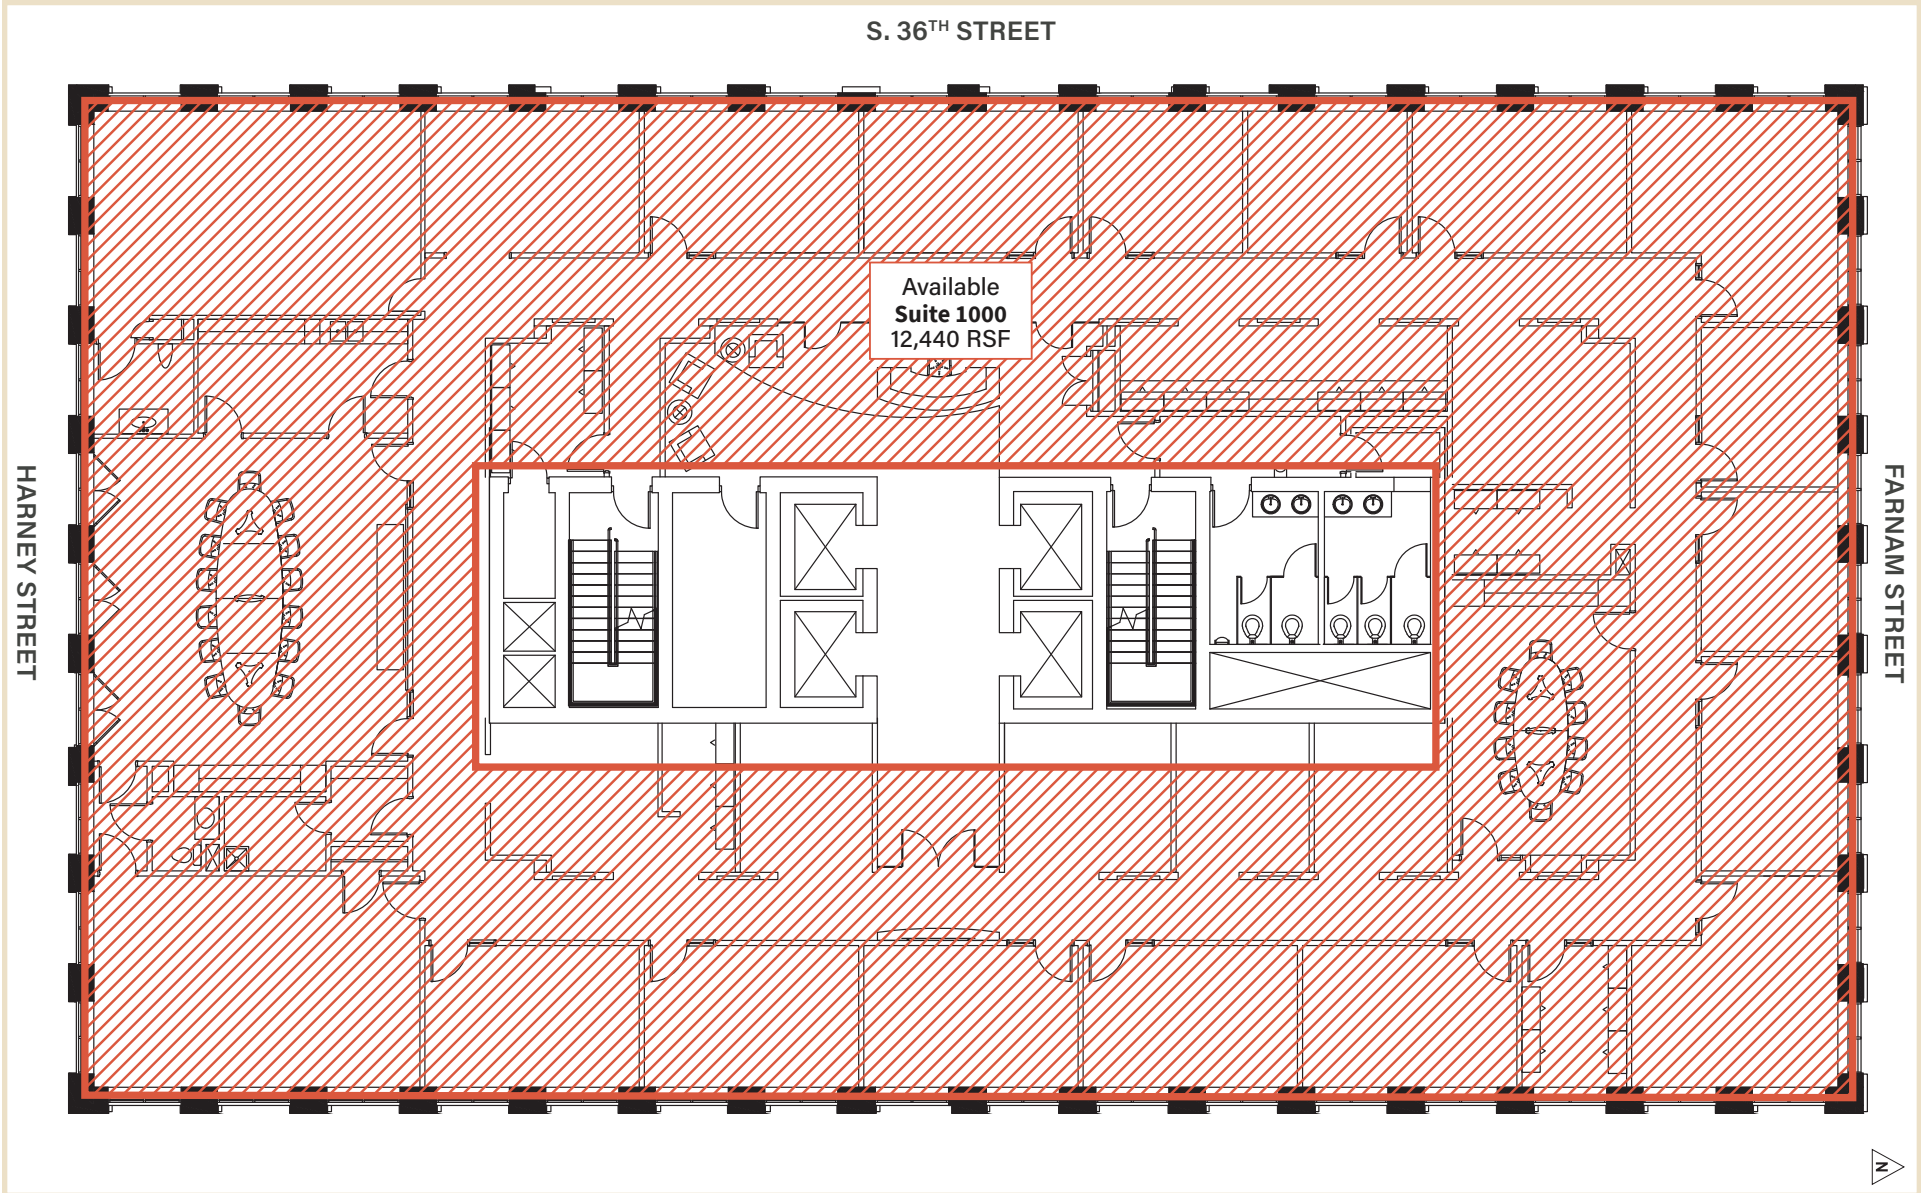 S. 36TH STREET
Available
Suite 1000
12,440 RSF
HARNEY STREET
FARNAM STREET
N